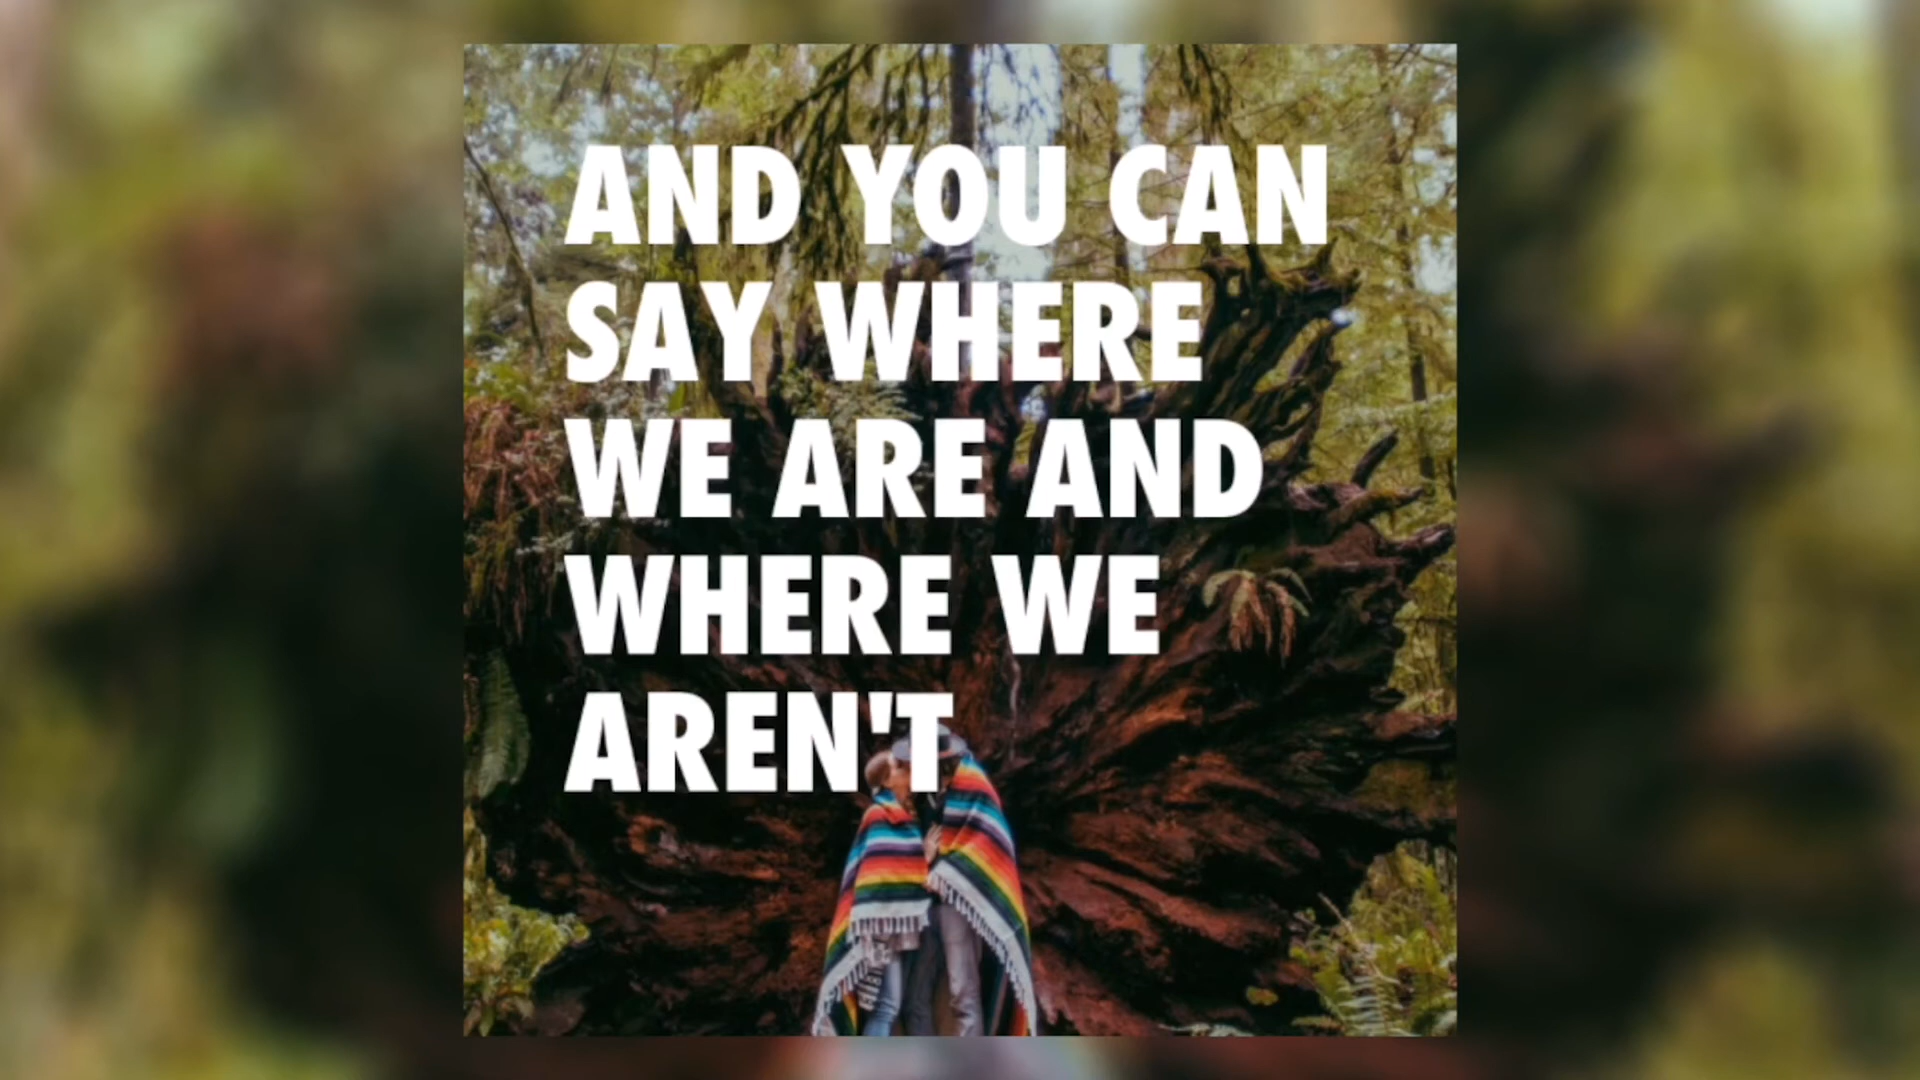 AND YOU CAN
SAY WHERE
WE ARE AND
WHERE WE
AREN'T